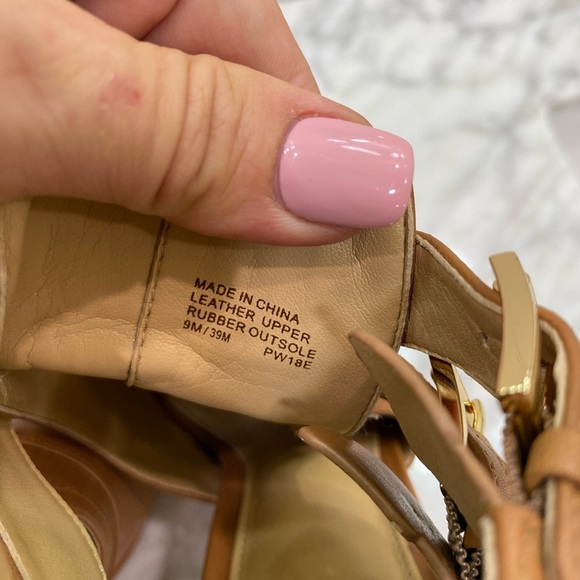 MADE IN CHINA
LEATHER UPPER
RUBBER OUTSOLE
9M/39M PW18E